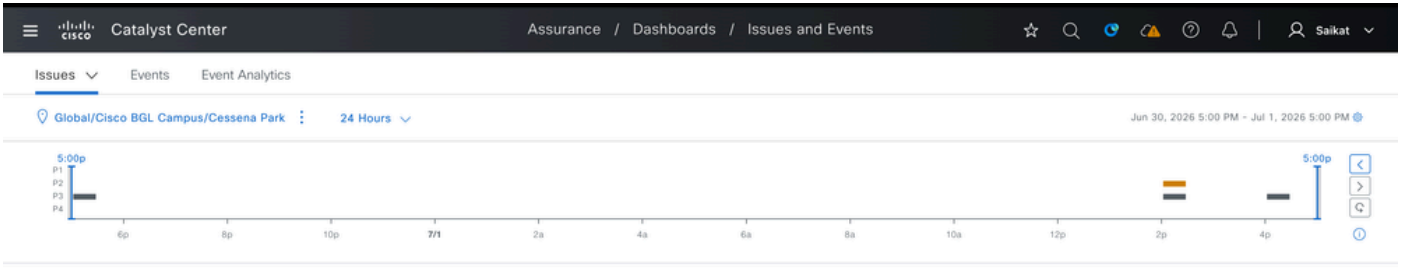 cisco Catalyst Center Assurance / Dashboards / Issues and Events Saikat
Issues Events Event Analytics
Global/Cisco BGL Campus/Cessena Park 24 Hours Jun 30, 2026 5:00 PM - Jul 1, 2026 5:00 PM
5:00p 5:00p
P1
P2
P3
P4
6p 8p 10p 7/1 2a 4a 6a 8a 10a 12p 2p 4p